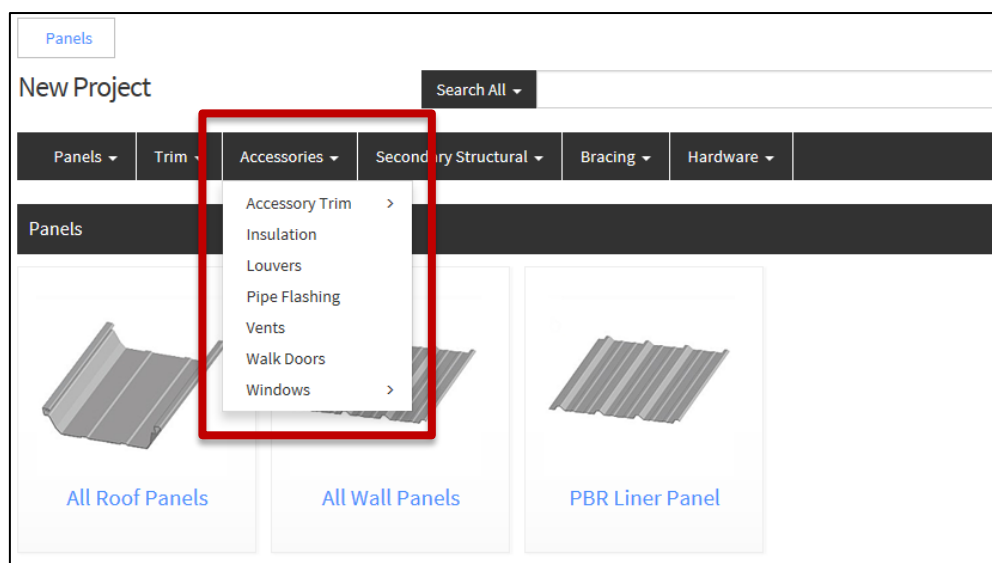 Panels
New Project
Search All
Panels Trim Accessories Secondary Structural Bracing Hardware
Accessory Trim
Insulation
Louvers
Pipe Flashing
Vents
Walk Doors
Windows
Panels
All Roof Panels All Wall Panels PBR Liner Panel